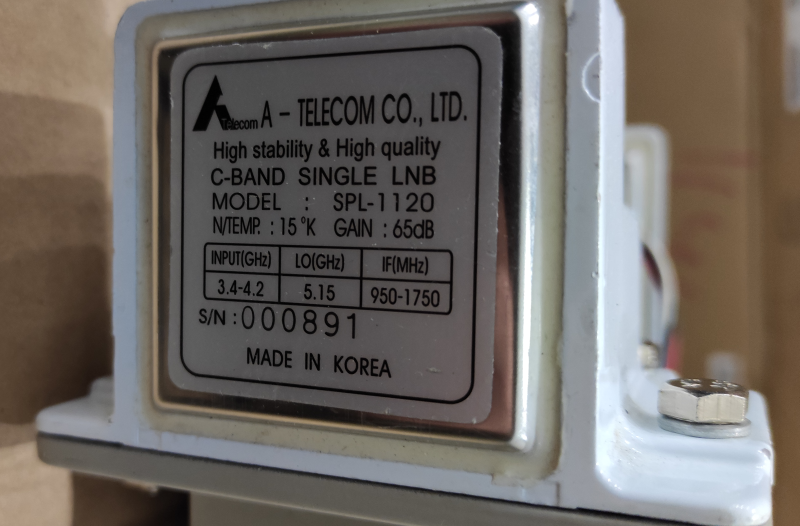 Telecom A - TELECOM CO., LTD.
High stability & High quality
C-BAND SINGLE LNB
MODEL : SPL-1120
N/TEMP. : 15°K GAIN : 65dB
INPUT(GHz) LO(GHz) IF(MHz)
3.4-4.2 5.15 950-1750
S/N : 000891
MADE IN KOREA